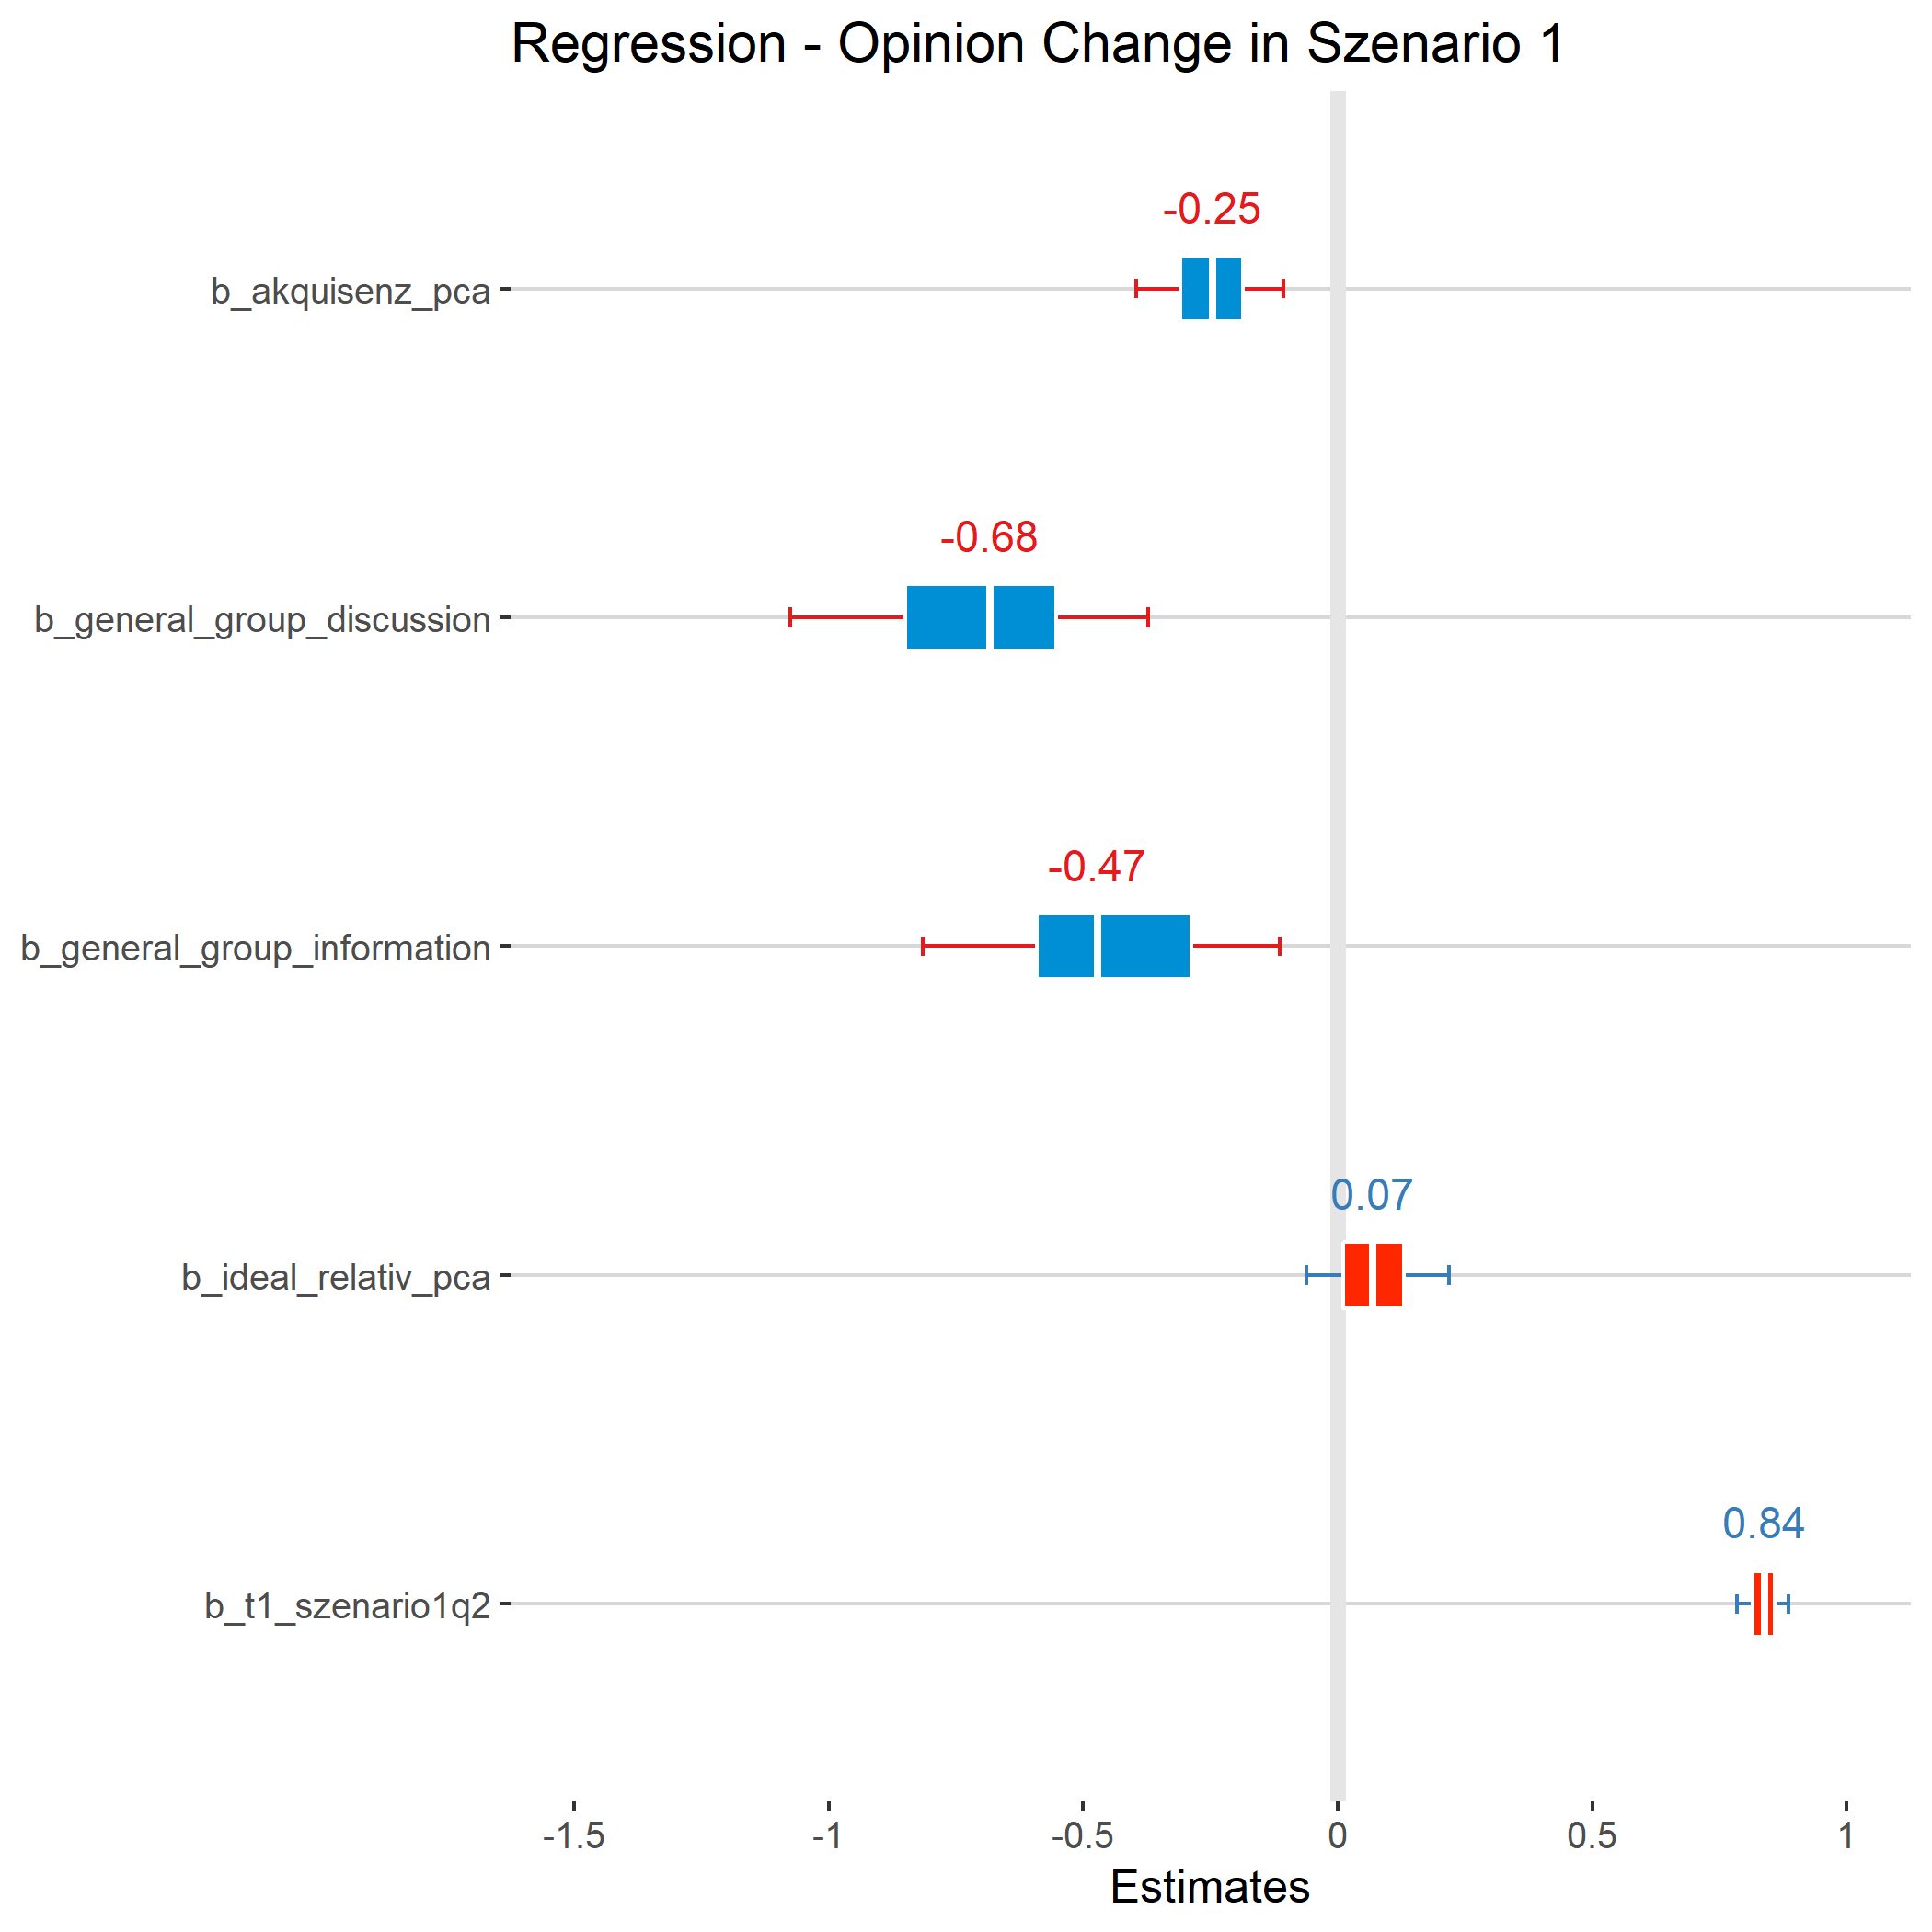 Regression - Opinion Change in Szenario 1
-0.25
b_akquisenz_pca
-0.68
b_general_group_discussion
-0.47
b_general_group_information
0.07
b_ideal_relativ_pca
0.84
b_t1_szenario1q2
-1.5 -1 -0.5 0 0.5 1
Estimates